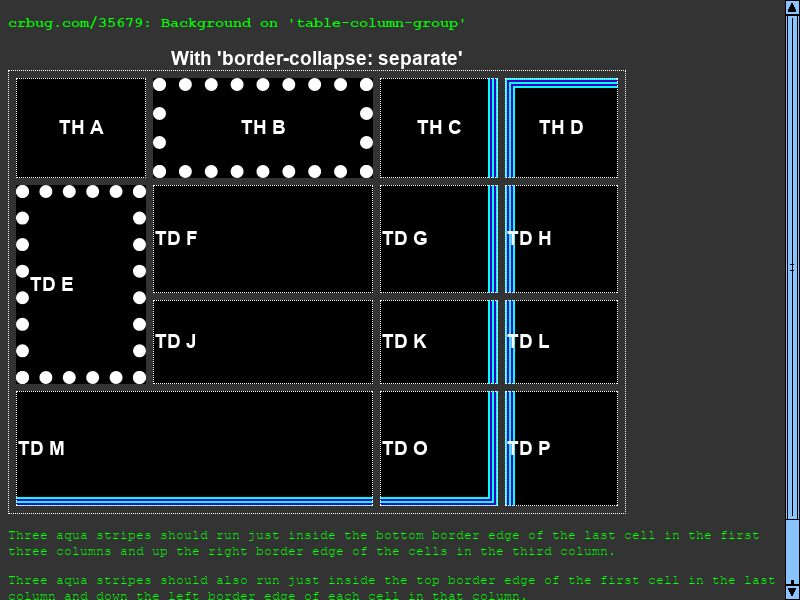 crbug.com/35679: Background on 'table-column-group'
With 'border-collapse: separate'
TH A TH B TH C TH D
TD F TD G TD H
TD E
TD J TD K TD L
TD M TD O TD P
Three aqua stripes should run just inside the bottom border edge of the last cell in the first
three columns and up the right border edge of the cells in the third column.
Three aqua stripes should also run just inside the top border edge of the first cell in the last
column and down the left border edge of each cell in that column.